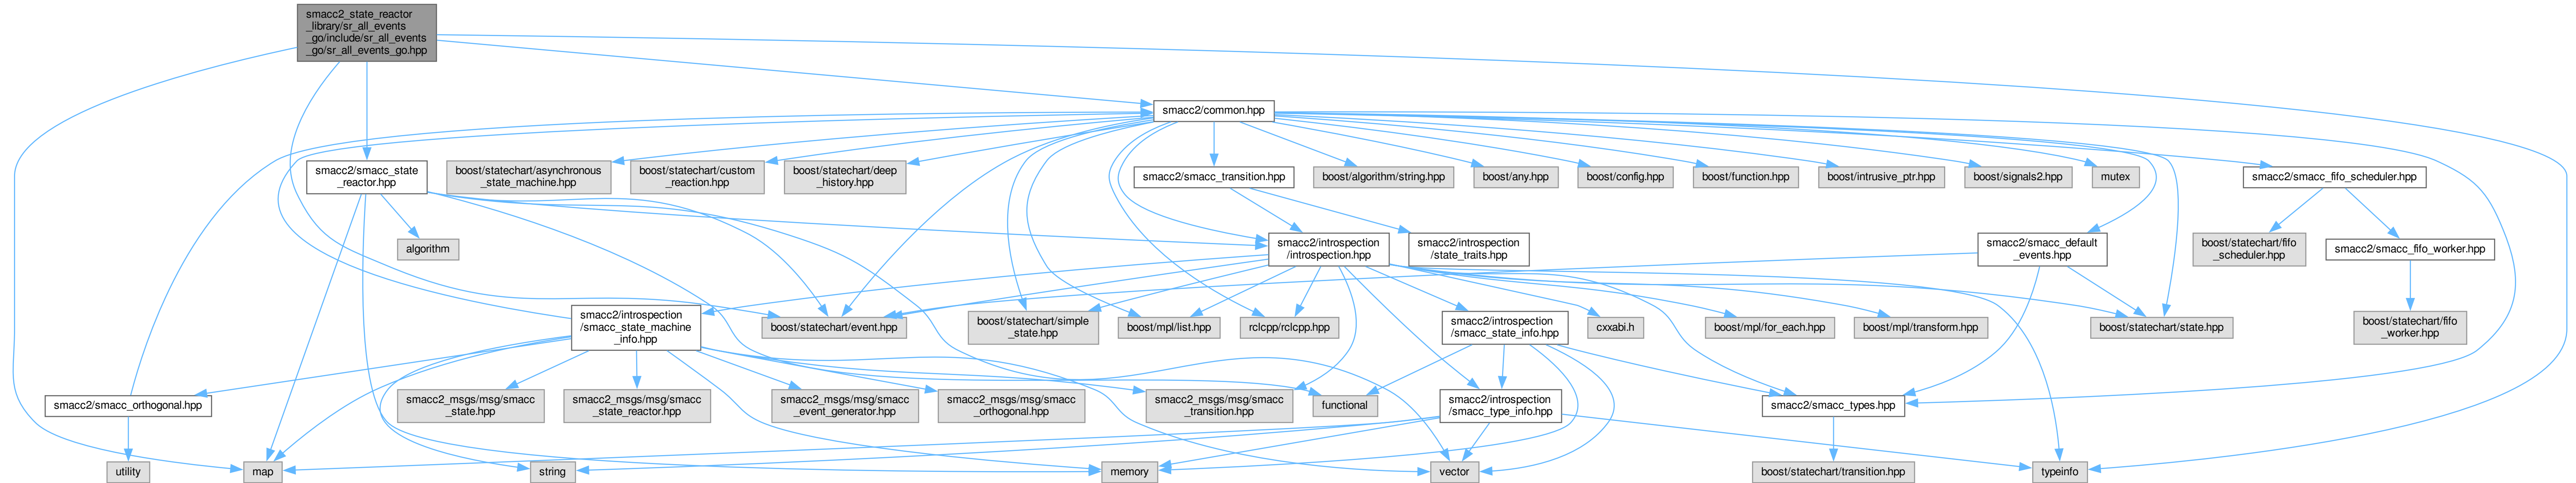 smacc2_state_reactor
_library/sr_all_events
_go/include/sr_all_events
_go/sr_all_events_go.hpp
smacc2/common.hpp
smacc2/smacc_state
_reactor.hpp
boost/statechart/asynchronous
_state_machine.hpp
boost/statechart/custom
_reaction.hpp
boost/statechart/deep
_history.hpp
smacc2/smacc_transition.hpp
boost/algorithm/string.hpp
boost/any.hpp
boost/config.hpp
boost/function.hpp
boost/intrusive_ptr.hpp
boost/signals2.hpp
mutex
smacc2/smacc_fifo_scheduler.hpp
algorithm
smacc2/introspection
/introspection.hpp
smacc2/introspection
/state_traits.hpp
smacc2/smacc_default
_events.hpp
boost/statechart/fifo
_scheduler.hpp
smacc2/smacc_fifo_worker.hpp
smacc2/introspection
/smacc_state_machine
_info.hpp
boost/statechart/event.hpp
boost/statechart/simple
_state.hpp
boost/mpl/list.hpp
rclcpp/rclcpp.hpp
smacc2/introspection
/smacc_state_info.hpp
cxxabi.h
boost/mpl/for_each.hpp
boost/mpl/transform.hpp
boost/statechart/state.hpp
boost/statechart/fifo
_worker.hpp
smacc2/smacc_orthogonal.hpp
smacc2_msgs/msg/smacc
_state.hpp
smacc2_msgs/msg/smacc
_state_reactor.hpp
smacc2_msgs/msg/smacc
_event_generator.hpp
smacc2_msgs/msg/smacc
_orthogonal.hpp
smacc2_msgs/msg/smacc
_transition.hpp
functional
smacc2/introspection
/smacc_type_info.hpp
smacc2/smacc_types.hpp
utility
map
string
memory
vector
boost/statechart/transition.hpp
typeinfo